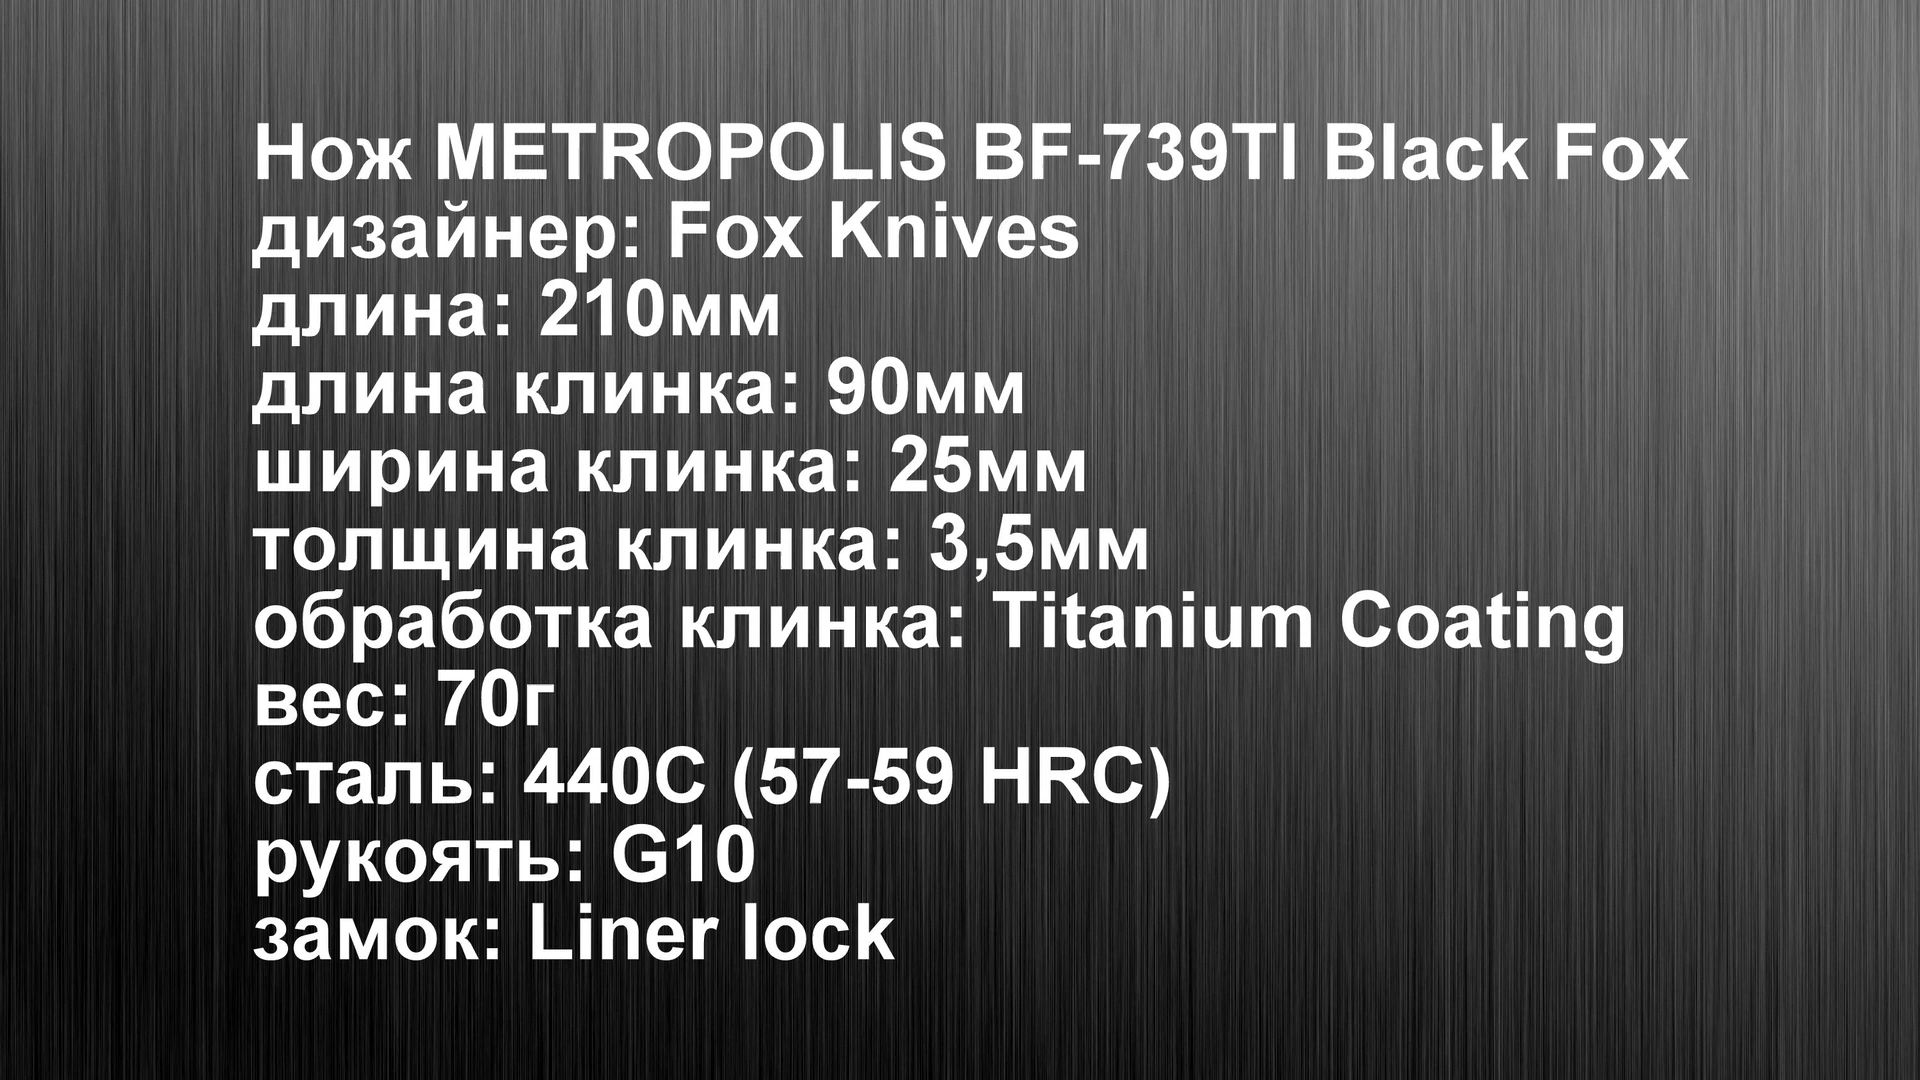 Нож METROPOLIS BF-739TI Black Fox
дизайнер: Fox Knives
длина: 210мм
длина клинка: 90мм
ширина клинка: 25мм
толщина клинка: 3,5мм
обработка клинка: Titanium Coating
вес: 70г
сталь: 440C (57-59 HRC)
рукоять: G10
замок: Liner lock